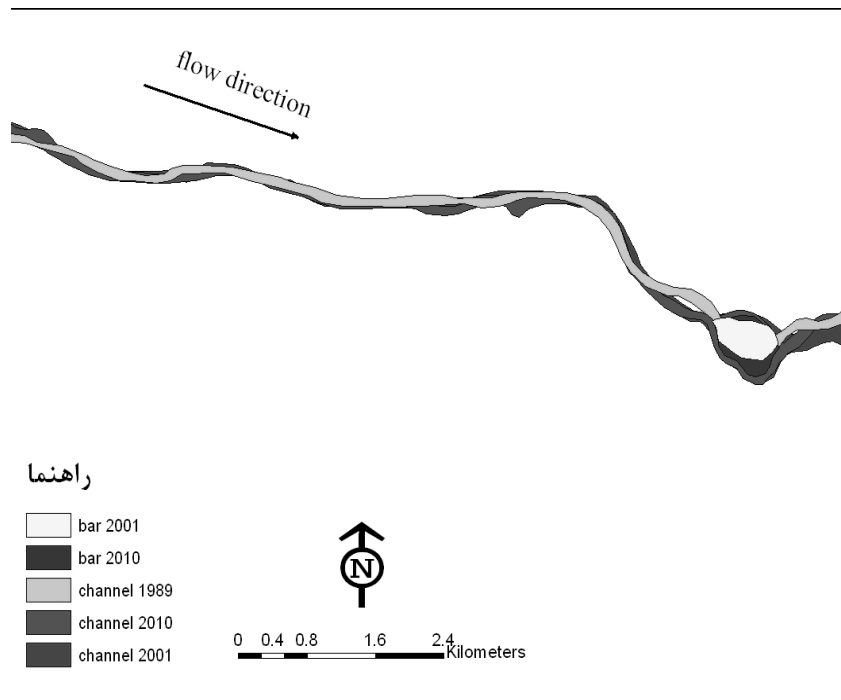 flow direction
راهنما
bar 2001
bar 2010
channel 1989
channel 2010
channel 2001
N
0 0.4 0.8 1.6 2.4
Kilometers